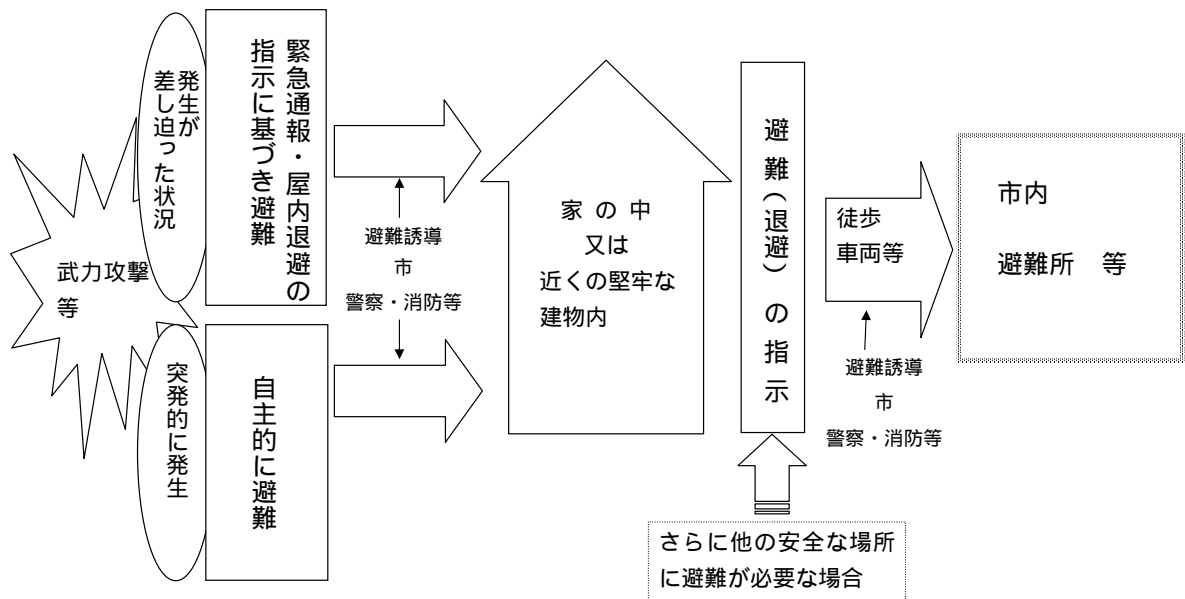 武力攻撃
等
発生が
差し迫った状況
緊急通報・屋内退避の
指示に基づき避難
突発的に発生
自主的に避難
避難誘導
市
警察・消防等
家の中
又は
近くの堅牢な
建物内
避難(退避)の指示
さらに他の安全な場所
に避難が必要な場合
徒歩
車両等
避難誘導
市
警察・消防等
市内
避難所 等